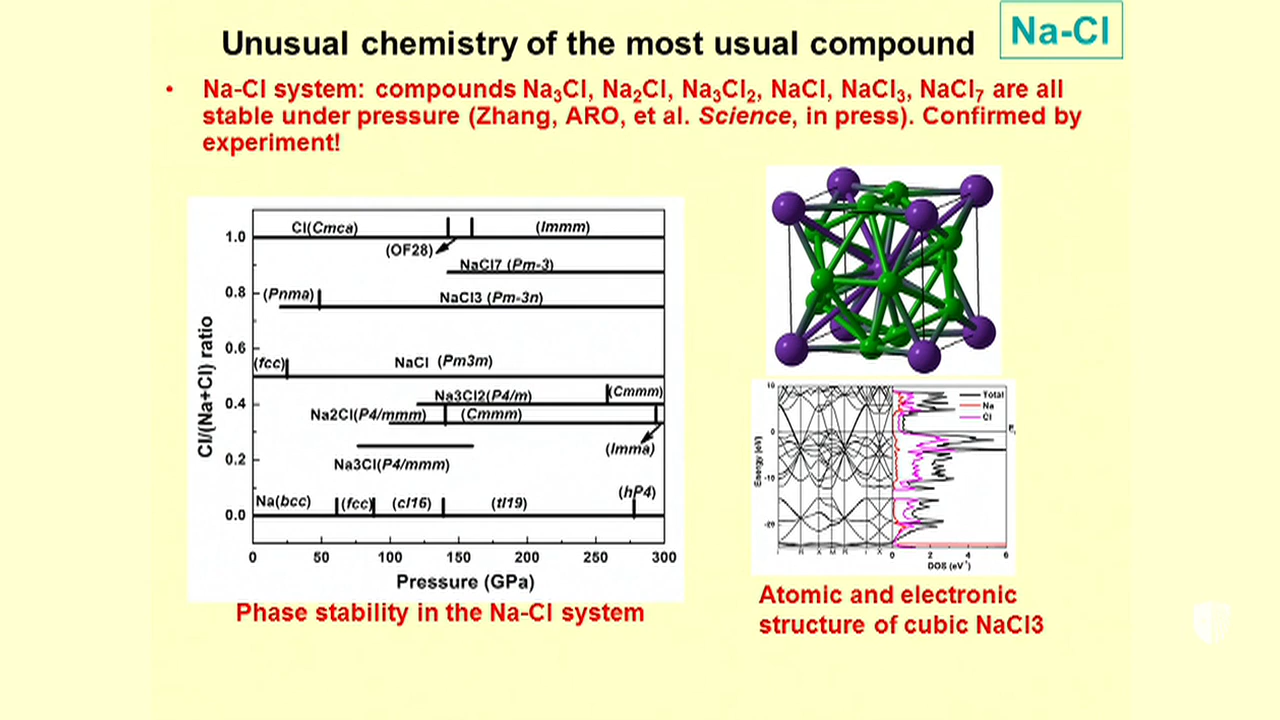 Unusual chemistry of the most usual compound
Na-Cl
• Na-Cl system: compounds Na₃Cl, Na₂Cl, Na₃Cl₂, NaCl, NaCl₃, NaCl₇ are all
stable under pressure (Zhang, ARO, et al. Science, in press). Confirmed by
experiment!
Cl/(Na+Cl) ratio
1.0
0.8
0.6
0.4
0.2
0.0
Cl(Cmca)
(Immm)
(OF28)
NaCl7 (Pm-3)
(Pnma)
NaCl3 (Pm-3n)
(fcc)
NaCl (Pm3m)
Na3Cl2(P4/m)
(Cmmm)
Na2Cl(P4/mmm)
(Cmmm)
(Imma)
Na3Cl(P4/mmm)
Na(bcc)
(fcc)
(cI16)
(tI19)
(hP4)
0 50 100 150 200 250 300
Pressure (GPa)
Phase stability in the Na-Cl system
Energy (eV)
10
0
-10
-20
Total
Na
Cl
0 2 4 6
DOS (eV⁻¹)
Atomic and electronic
structure of cubic NaCl3